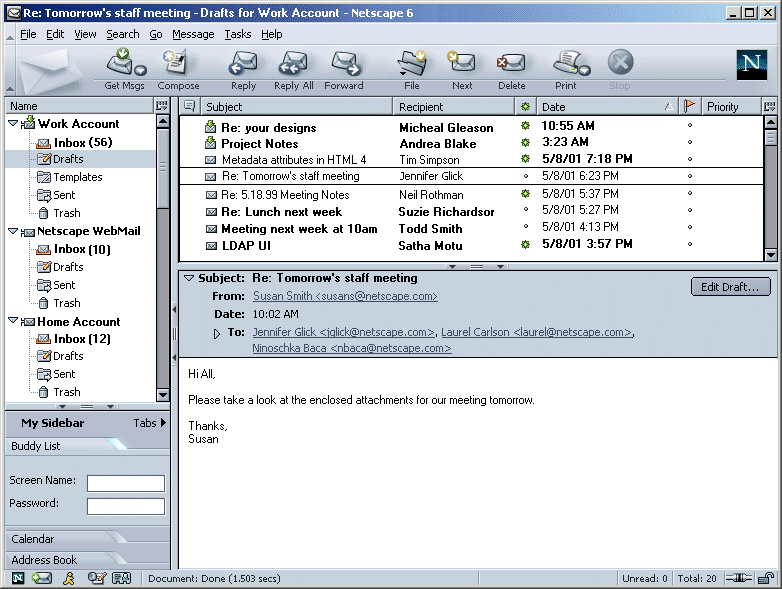 Re: Tomorrow's staff meeting - Drafts for Work Account - Netscape 6
File Edit View Search Go Message Tasks Help
Get Msgs Compose Reply Reply All Forward File Next Delete Print Stop N
Name
Work Account
Inbox (56)
Drafts
Templates
Sent
Trash
Netscape WebMail
Inbox (10)
Drafts
Sent
Trash
Home Account
Inbox (12)
Drafts
Sent
Trash
Subject Recipient Date Priority
Re: your designs Micheal Gleason 10:55 AM
Project Notes Andrea Blake 3:23 AM
Metadata attributes in HTML 4 Tim Simpson 5/8/01 7:18 PM
Re: Tomorrow's staff meeting Jennifer Glick 5/8/01 6:23 PM
Re: 5.18.99 Meeting Notes Neil Rothman 5/8/01 5:37 PM
Re: Lunch next week Suzie Richardsor 5/8/01 5:27 PM
Meeting next week at 10am Todd Smith 5/8/01 4:13 PM
LDAP UI Satha Motu 5/8/01 3:57 PM
Subject: Re: Tomorrow's staff meeting
Edit Draft...
From: Susan Smith <susans@netscape.com>
Date: 10:02 AM
To: Jennifer Glick <jglick@netscape.com>, Laurel Carlson <laurel@netscape.com>,
Ninoschka Baca <nbaca@netscape.com>
Hi All,
Please take a look at the enclosed attachments for our meeting tomorrow.
Thanks,
Susan
My Sidebar Tabs
Buddy List
Screen Name:
Password:
Calendar
Address Book
N Document: Done (1.503 secs) Unread: 0 Total: 20